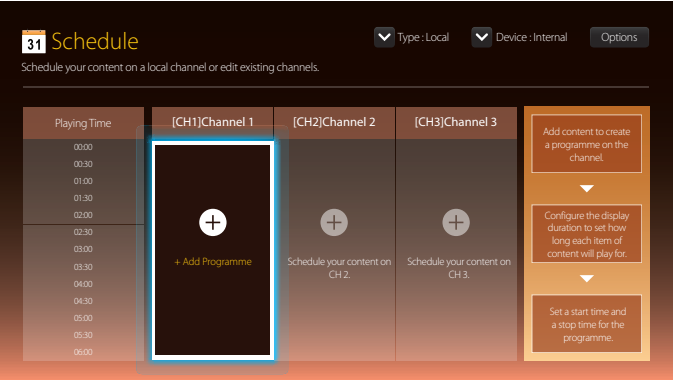 31 Schedule
Type : Local
Device : Internal
Options
Schedule your content on a local channel or edit existing channels.
Playing Time
[CH1]Channel 1
[CH2]Channel 2
[CH3]Channel 3
00:00
00:30
01:00
01:30
02:00
02:30
03:00
03:30
04:00
04:30
05:00
05:30
06:00
+ Add Programme
Schedule your content on
CH 2.
Schedule your content on
CH 3.
Add content to create
a programme on the
channel.
Configure the display
duration to set how
long each item of
content will play for.
Set a start time and
a stop time for the
programme.